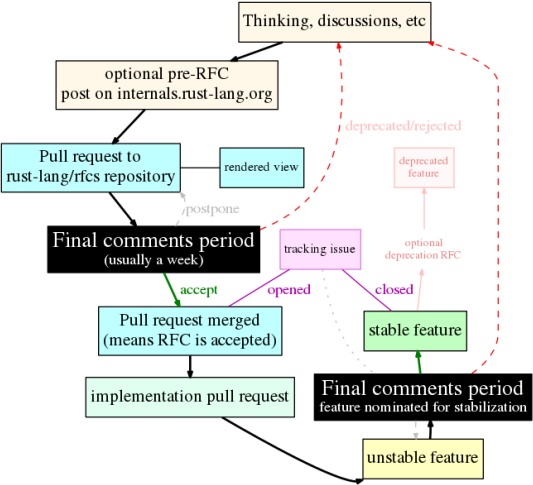 Thinking, discussions, etc
optional pre-RFC
post on internals.rust-lang.org
deprecated/rejected
Pull request to
rust-lang/rfcs repository
rendered view
deprecated
feature
postpone
Final comments period
(usually a week)
tracking issue
optional
deprecation RFC
accept
opened
closed
Pull request merged
(means RFC is accepted)
stable feature
implementation pull request
Final comments period
feature nominated for stabilization
unstable feature